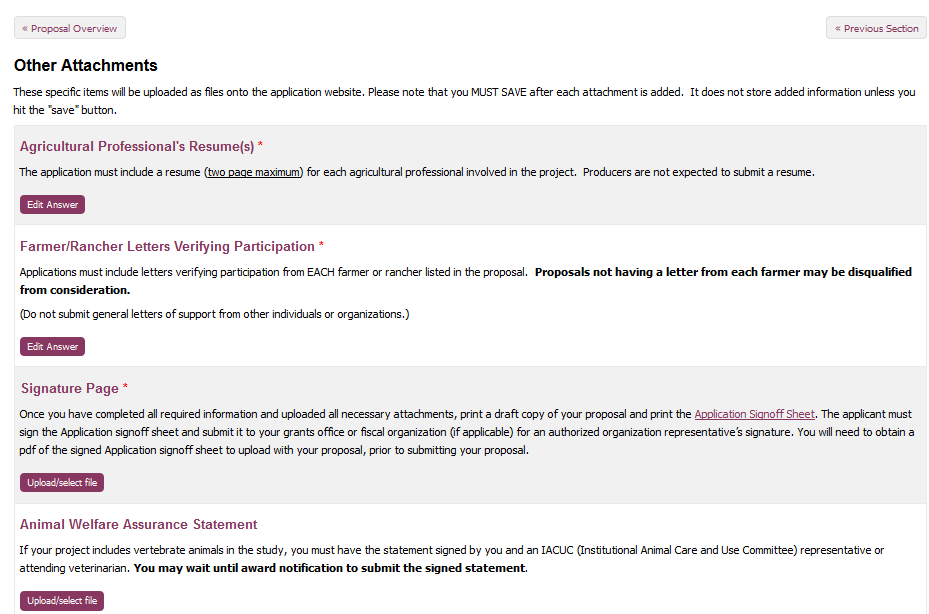 « Proposal Overview
« Previous Section
Other Attachments
These specific items will be uploaded as files onto the application website. Please note that you MUST SAVE after each attachment is added.  It does not store added information unless you
hit the "save" button.
Agricultural Professional's Resume(s) *
The application must include a resume (two page maximum) for each agricultural professional involved in the project.  Producers are not expected to submit a resume.
Edit Answer
Farmer/Rancher Letters Verifying Participation *
Applications must include letters verifying participation from EACH farmer or rancher listed in the proposal.  Proposals not having a letter from each farmer may be disqualified
from consideration.
(Do not submit general letters of support from other individuals or organizations.)
Edit Answer
Signature Page *
Once you have completed all required information and uploaded all necessary attachments, print a draft copy of your proposal and print the Application Signoff Sheet. The applicant must
sign the Application signoff sheet and submit it to your grants office or fiscal organization (if applicable) for an authorized organization representative's signature. You will need to obtain a
pdf of the signed Application signoff sheet to upload with your proposal, prior to submitting your proposal.
Upload/select file
Animal Welfare Assurance Statement
If your project includes vertebrate animals in the study, you must have the statement signed by you and an IACUC (Institutional Animal Care and Use Committee) representative or
attending veterinarian. You may wait until award notification to submit the signed statement.
Upload/select file